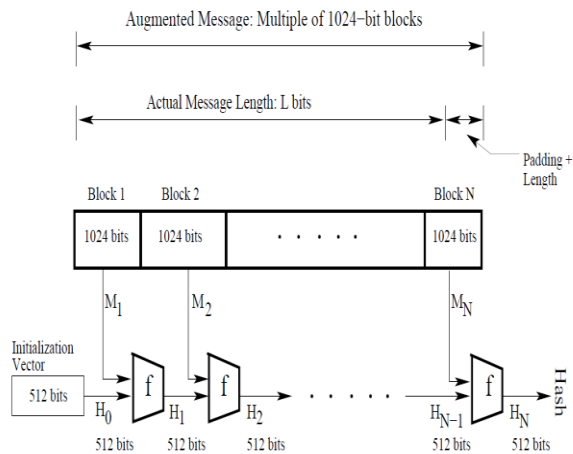 Augmented Message: Multiple of 1024-bit blocks
Actual Message Length: L bits
Padding +
Length
Block 1 Block 2 Block N
1024 bits 1024 bits . . . . . 1024 bits
M1 M2 MN
Initialization
Vector
512 bits f f . . . . . f Hash
H0 H1 H2 HN-1 HN
512 bits 512 bits 512 bits 512 bits 512 bits